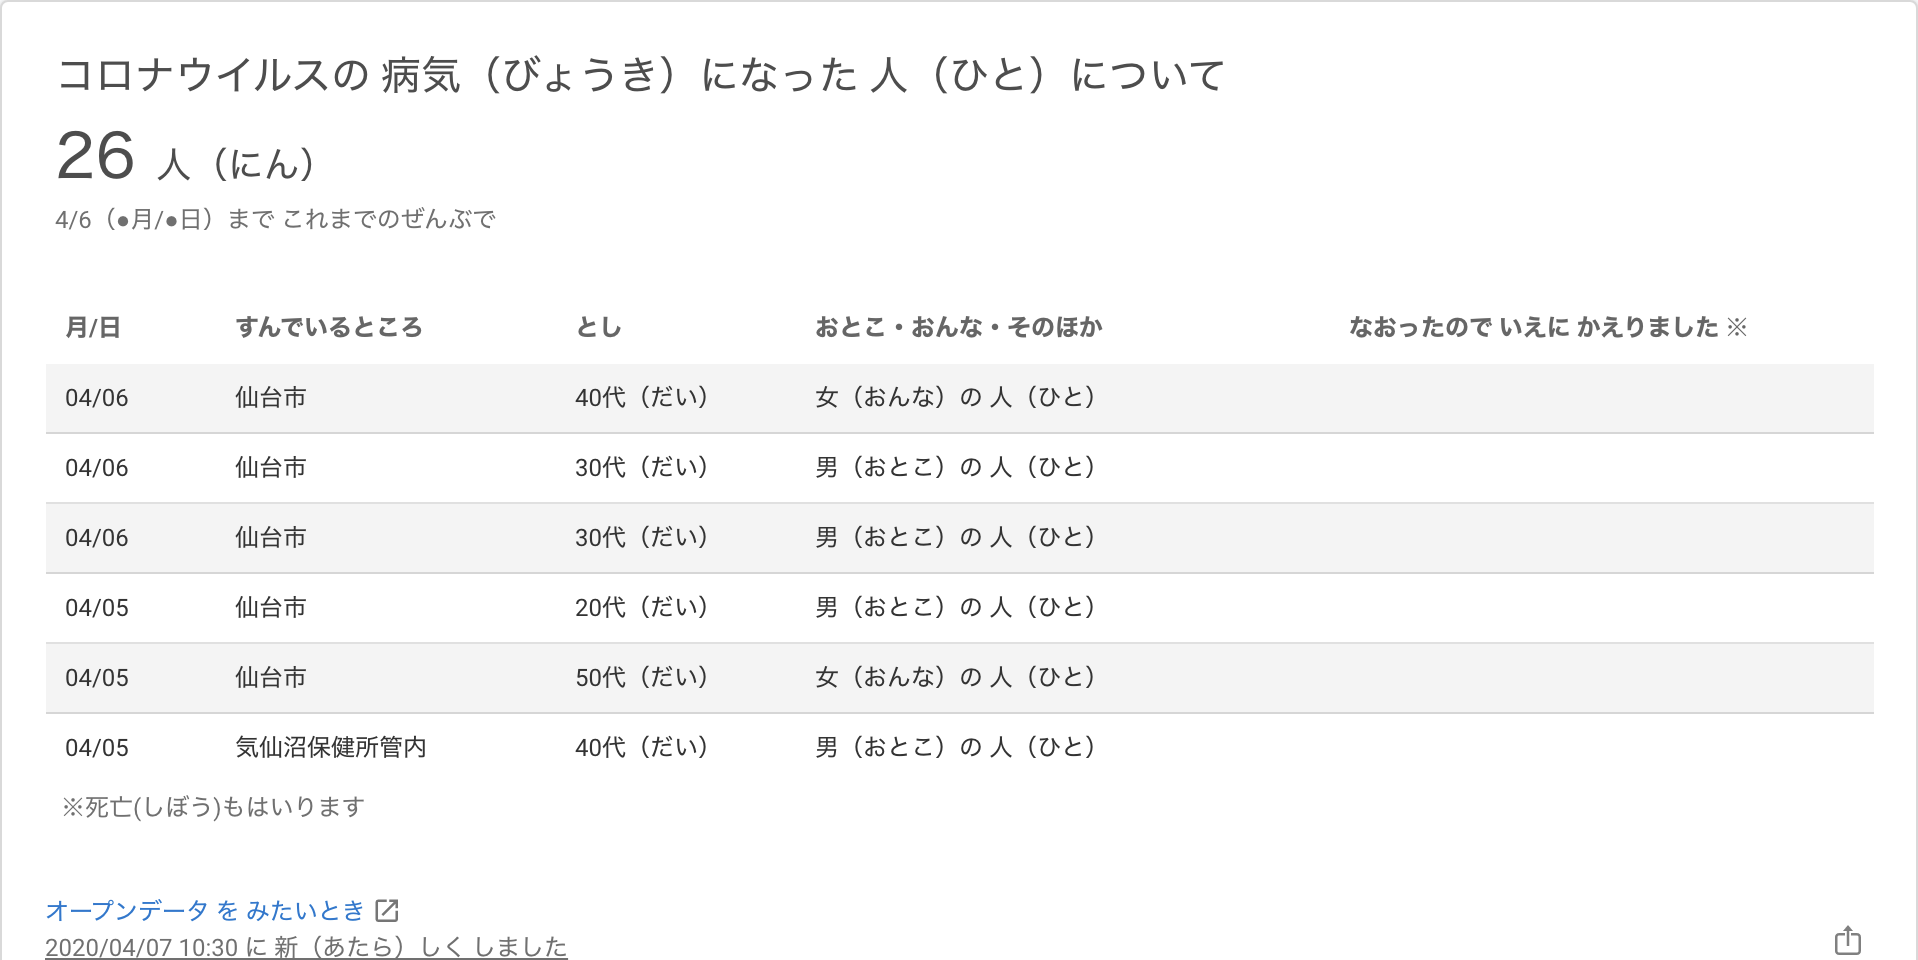 コロナウイルスの 病気（びょうき）になった 人（ひと）について
26 人（にん）
4/6（●月/●日）まで これまでのぜんぶで
月/日 すんでいるところ とし おとこ・おんな・そのほか なおったので いえに かえりました ※
04/06 仙台市 40代（だい） 女（おんな）の 人（ひと）
04/06 仙台市 30代（だい） 男（おとこ）の 人（ひと）
04/06 仙台市 30代（だい） 男（おとこ）の 人（ひと）
04/05 仙台市 20代（だい） 男（おとこ）の 人（ひと）
04/05 仙台市 50代（だい） 女（おんな）の 人（ひと）
04/05 気仙沼保健所管内 40代（だい） 男（おとこ）の 人（ひと）
※死亡(しぼう)もはいります
オープンデータ を みたいとき
2020/04/07 10:30 に 新（あたら）しく しました